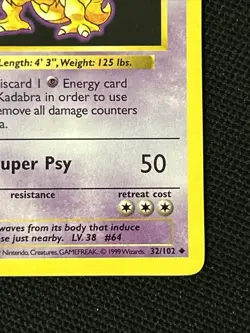 Length: 4' 3", Weight: 125 lbs.
iscard 1 Energy card
Kadabra in order to use
emove all damage counters
a.
uper Psy 50
resistance retreat cost
waves from its body that induce
se just nearby. LV. 38 #64
Nintendo, Creatures, GAMEFREAK. © 1999 Wizards. 32/102 ◆